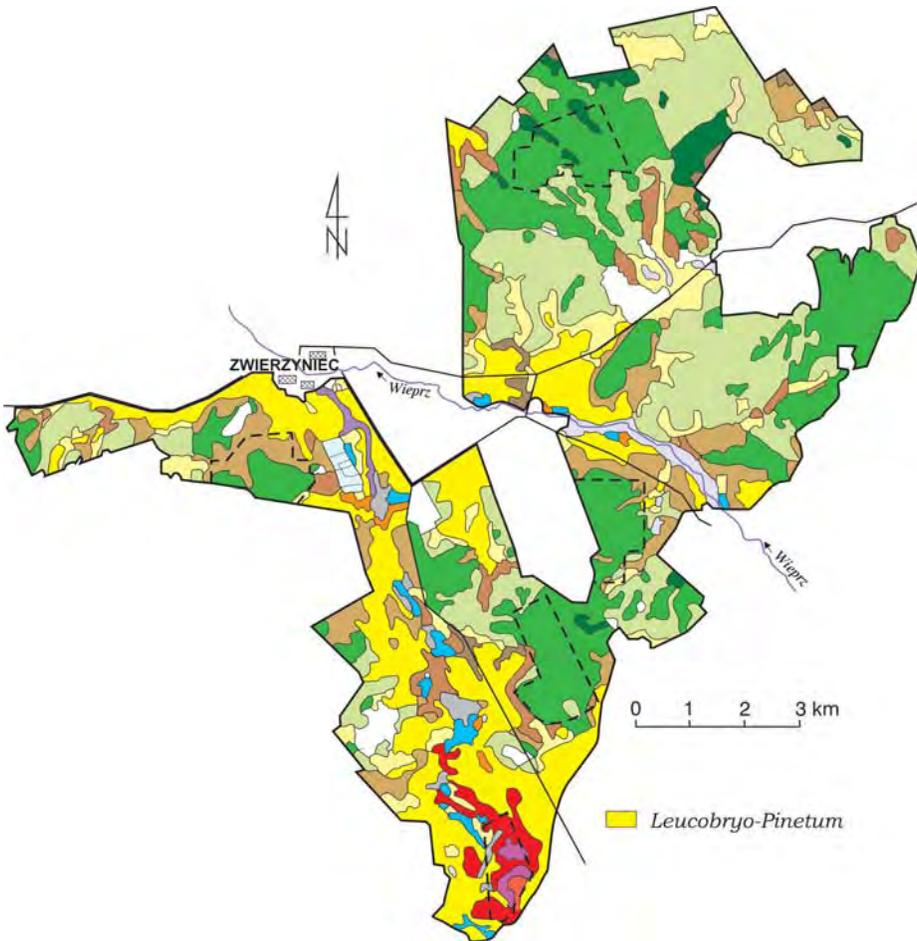 N
ZWIERZYNIEC
Wieprz
Wieprz
0 1 2 3 km
Leucobryo-Pinetum